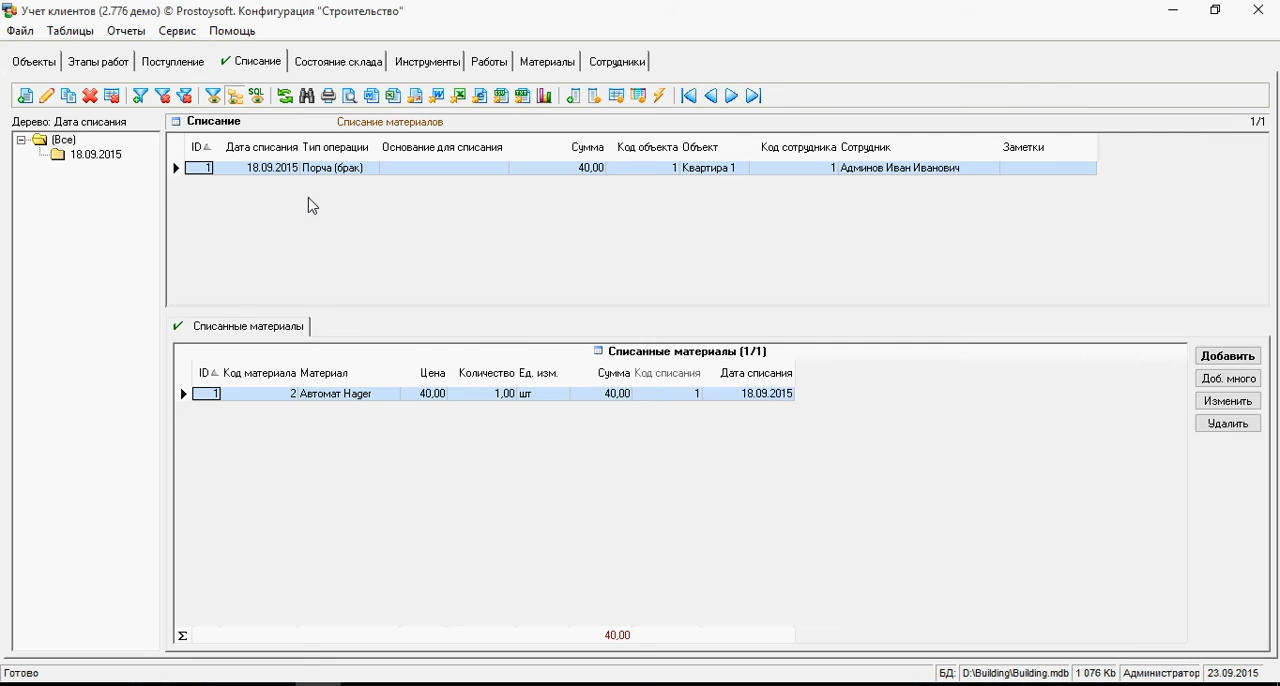 Учет клиентов (2.776 демо) © Prostoysoft. Конфигурация "Строительство"
Файл Таблицы Отчеты Сервис Помощь
Объекты Этапы работ Поступление Списание Состояние склада Инструменты Работы Материалы Сотрудники
SQL
Дерево: Дата списания
(Все)
18.09.2015
Списание Списание материалов 1/1
ID Дата списания Тип операции Основание для списания Сумма Код объекта Объект Код сотрудника Сотрудник Заметки
1 18.09.2015 Порча (брак) 40,00 1 Квартира 1 1 Админов Иван Иванович
Списанные материалы
Списанные материалы (1/1)
ID Код материала Материал Цена Количество Ед. изм. Сумма Код списания Дата списания
1 2 Автомат Hager 40,00 1,00 шт 40,00 1 18.09.2015
Добавить
Доб. много
Изменить
Удалить
Σ 40,00
Готово БД: D:\Building\Building.mdb 1 076 Kb Администратор 23.09.2015